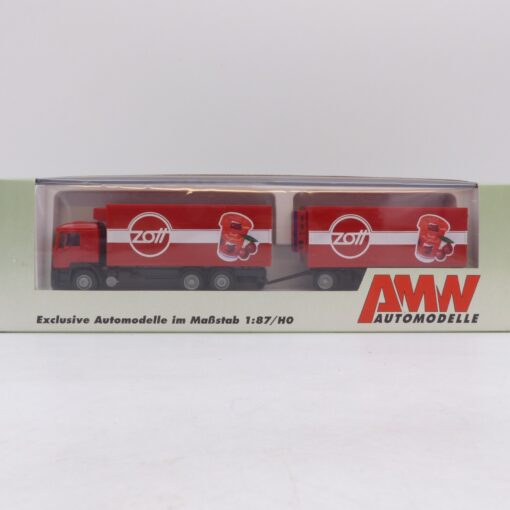 Zott
Zott
AMW
AUTOMODELLE
Exclusive Automodelle im Maßstab 1:87/HO